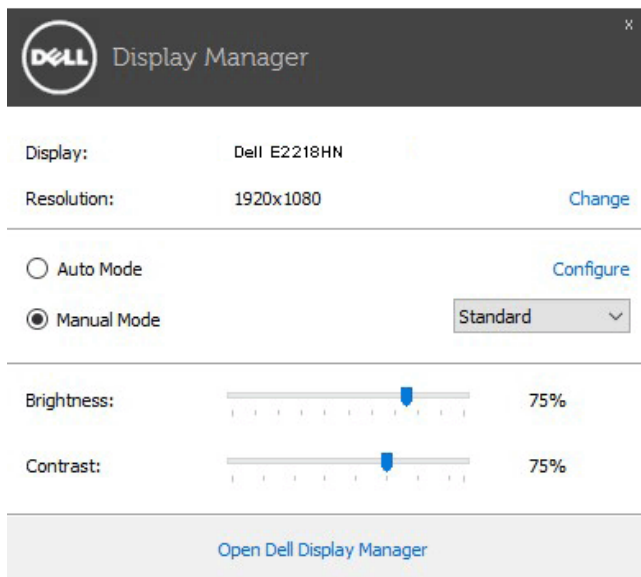 DELL Display Manager
x
Display: Dell E2218HN
Resolution: 1920x1080 Change
Auto Mode Configure
Manual Mode Standard
Brightness: 75%
Contrast: 75%
Open Dell Display Manager